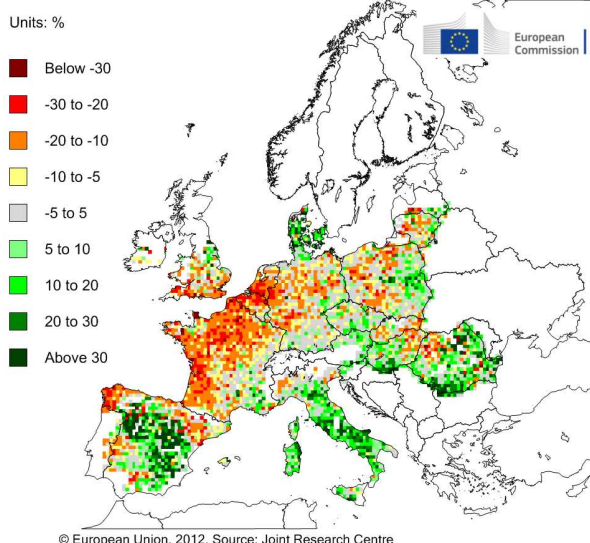 Units: %
European
Commission
Below -30
-30 to -20
-20 to -10
-10 to -5
-5 to 5
5 to 10
10 to 20
20 to 30
Above 30
© European Union, 2012. Source: Joint Research Centre